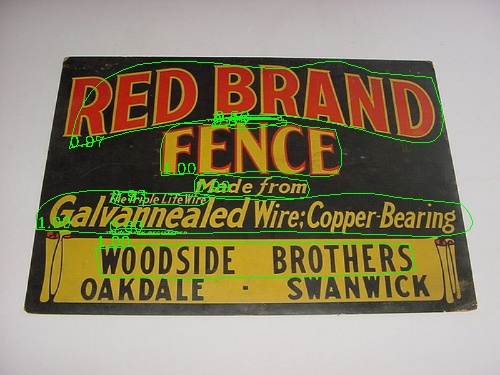 RED BRAND
FENCE
Made from
The Triple Life Wire
Galvannealed Wire; Copper-Bearing
WOODSIDE BROTHERS
OAKDALE - SWANWICK